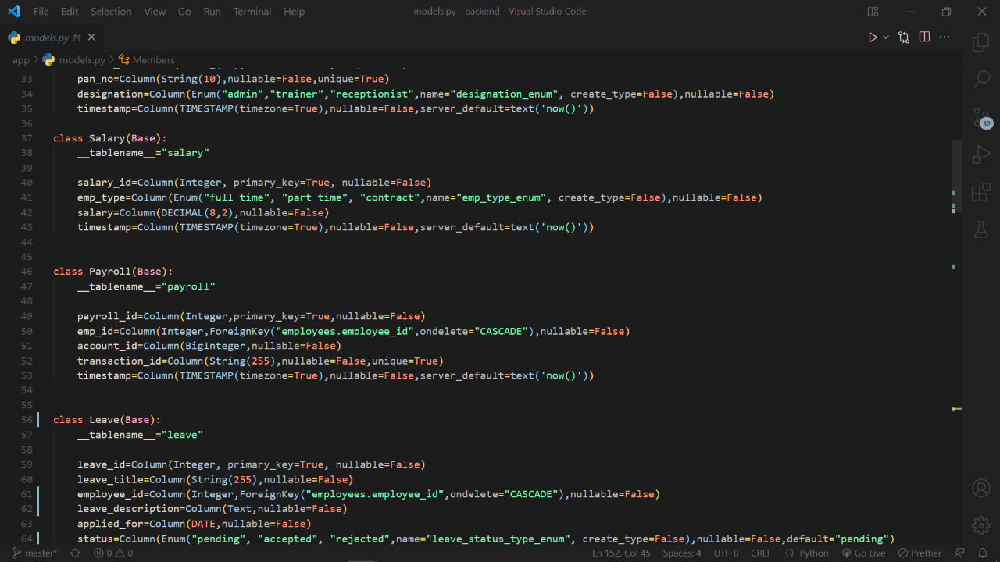 File Edit Selection View Go Run Terminal Help models.py - backend - Visual Studio Code
models.py M
app models.py Members
33 pan_no=Column(String(10),nullable=False,unique=True)
34 designation=Column(Enum("admin","trainer","receptionist",name="designation_enum", create_type=False),nullable=False)
35 timestamp=Column(TIMESTAMP(timezone=True),nullable=False,server_default=text('now()'))
36
37 class Salary(Base):
38 __tablename__="salary"
39
40 salary_id=Column(Integer, primary_key=True, nullable=False)
41 emp_type=Column(Enum("full time", "part time", "contract",name="emp_type_enum", create_type=False),nullable=False)
42 salary=Column(DECIMAL(8,2),nullable=False)
43 timestamp=Column(TIMESTAMP(timezone=True),nullable=False,server_default=text('now()'))
44
45
46 class Payroll(Base):
47 __tablename__="payroll"
48
49 payroll_id=Column(Integer,primary_key=True,nullable=False)
50 emp_id=Column(Integer,ForeignKey("employees.employee_id",ondelete="CASCADE"),nullable=False)
51 account_id=Column(BigInteger,nullable=False)
52 transaction_id=Column(String(255),nullable=False,unique=True)
53 timestamp=Column(TIMESTAMP(timezone=True),nullable=False,server_default=text('now()'))
54
55
56 class Leave(Base):
57 __tablename__="leave"
58
59 leave_id=Column(Integer, primary_key=True, nullable=False)
60 leave_title=Column(String(255),nullable=False)
61 employee_id=Column(Integer,ForeignKey("employees.employee_id",ondelete="CASCADE"),nullable=False)
62 leave_description=Column(Text,nullable=False)
63 applied_for=Column(DATE,nullable=False)
64 status=Column(Enum("pending", "accepted", "rejected",name="leave_status_type_enum", create_type=False),nullable=False,default="pending")
32
master* 0 0 Ln 152, Col 45 Spaces: 4 UTF-8 CRLF {} Python Go Live Prettier